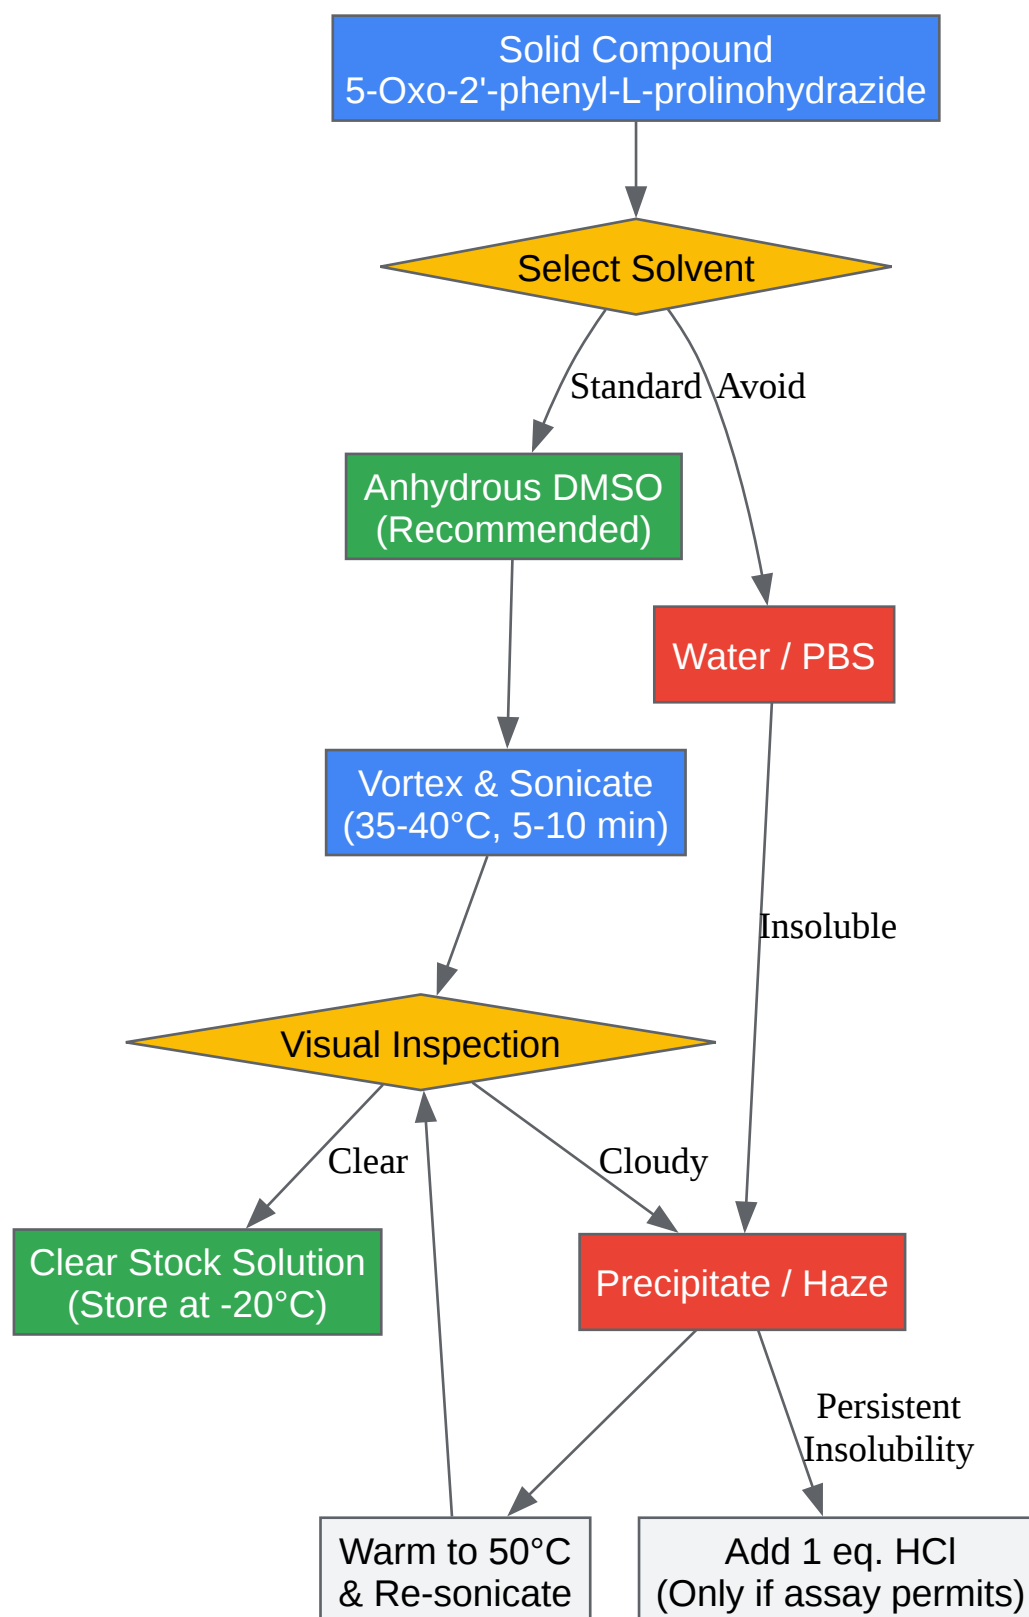 Solid Compound
5-Oxo-2'-phenyl-L-prolinohydrazide
Select Solvent
Standard
Avoid
Anhydrous DMSO
(Recommended)
Water / PBS
Vortex & Sonicate
(35-40°C, 5-10 min)
Insoluble
Visual Inspection
Clear
Cloudy
Clear Stock Solution
(Store at -20°C)
Precipitate / Haze
Persistent
Insolubility
Warm to 50°C
& Re-sonicate
Add 1 eq. HCl
(Only if assay permits)